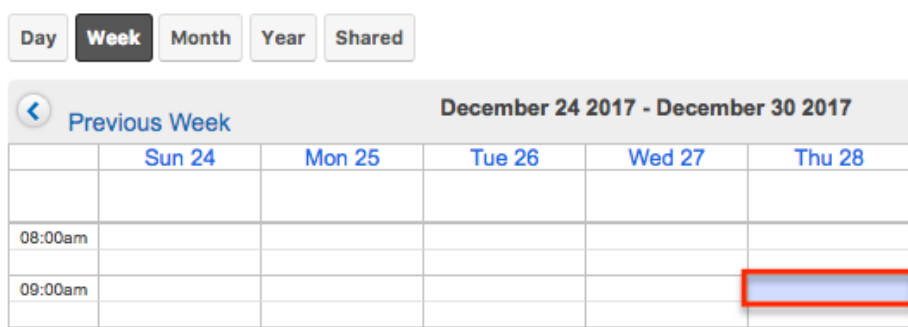 Day Week Month Year Shared
December 24 2017 - December 30 2017
Previous Week
Sun 24 Mon 25 Tue 26 Wed 27 Thu 28
08:00am
09:00am